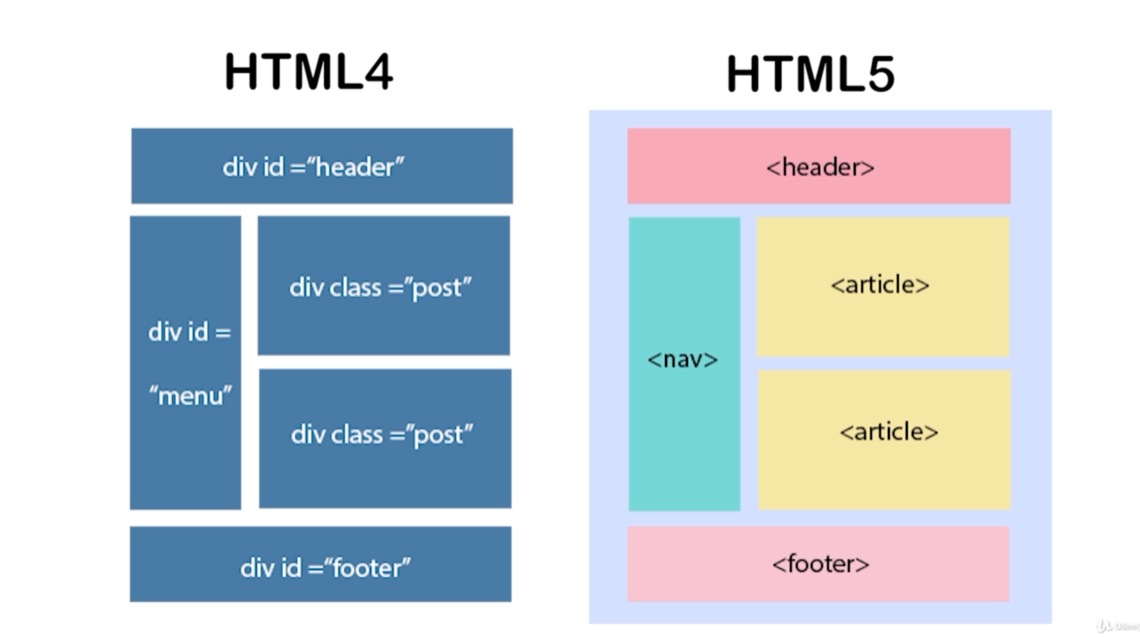 HTML4
div id =“header”
div id =
“menu”
div class =”post”
div class =”post”
div id =“footer”
HTML5
<header>
<nav>
<article>
<article>
<footer>